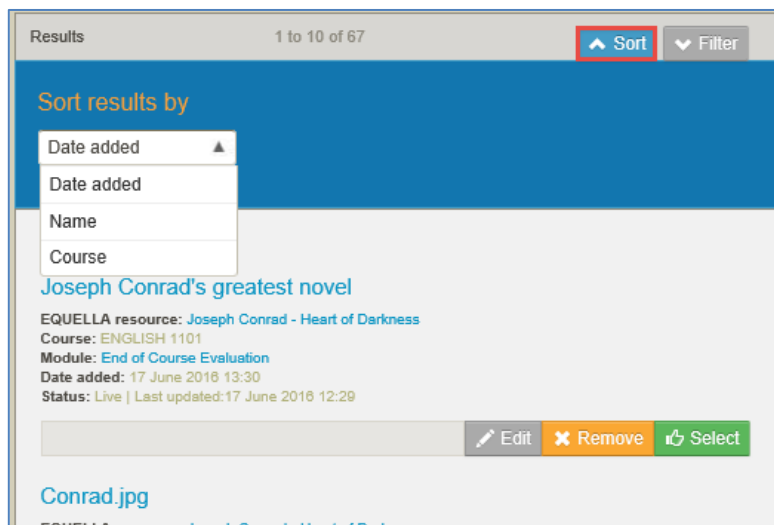 Results 1 to 10 of 67 Sort Filter
Sort results by
Date added
Date added
Name
Course
Joseph Conrad's greatest novel
EQUELLA resource: Joseph Conrad - Heart of Darkness
Course: ENGLISH 1101
Module: End of Course Evaluation
Date added: 17 June 2016 13:30
Status: Live | Last updated:17 June 2016 12:29
Edit Remove Select
Conrad.jpg